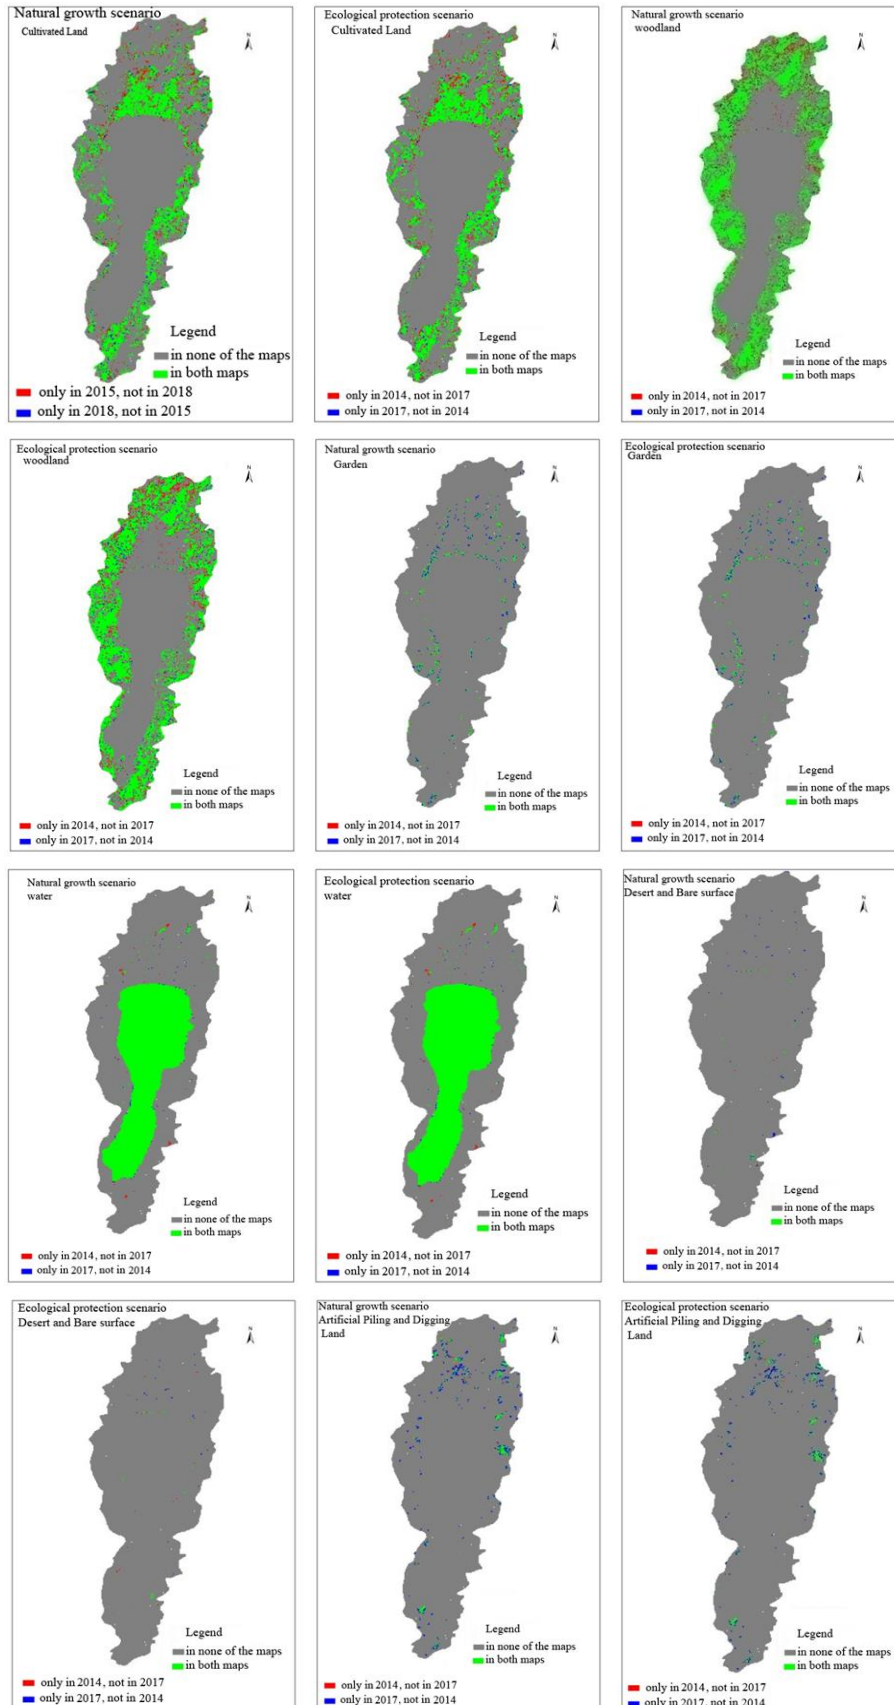 Natural growth scenario
Cultivated Land
N
Legend
in none of the maps
in both maps
only in 2015, not in 2018
only in 2018, not in 2015
Ecological protection scenario
Cultivated Land
N
Legend
in none of the maps
in both maps
only in 2014, not in 2017
only in 2017, not in 2014
Natural growth scenario
woodland
N
Legend
in none of the maps
in both maps
only in 2014, not in 2017
only in 2017, not in 2014
Ecological protection scenario
woodland
N
Legend
in none of the maps
in both maps
only in 2014, not in 2017
only in 2017, not in 2014
Natural growth scenario
Garden
N
Legend
in none of the maps
in both maps
only in 2014, not in 2017
only in 2017, not in 2014
Ecological protection scenario
Garden
N
Legend
in none of the maps
in both maps
only in 2014, not in 2017
only in 2017, not in 2014
Natural growth scenario
water
N
Legend
in none of the maps
in both maps
only in 2014, not in 2017
only in 2017, not in 2014
Ecological protection scenario
water
N
Legend
in none of the maps
in both maps
only in 2014, not in 2017
only in 2017, not in 2014
Natural growth scenario
Desert and Bare surface
N
Legend
in none of the maps
in both maps
only in 2014, not in 2017
only in 2017, not in 2014
Ecological protection scenario
Desert and Bare surface
N
Legend
in none of the maps
in both maps
only in 2014, not in 2017
only in 2017, not in 2014
Natural growth scenario
Artificial Piling and Digging
Land
N
Legend
in none of the maps
in both maps
only in 2014, not in 2017
only in 2017, not in 2014
Ecological protection scenario
Artificial Piling and Digging
Land
N
Legend
in none of the maps
in both maps
only in 2014, not in 2017
only in 2017, not in 2014